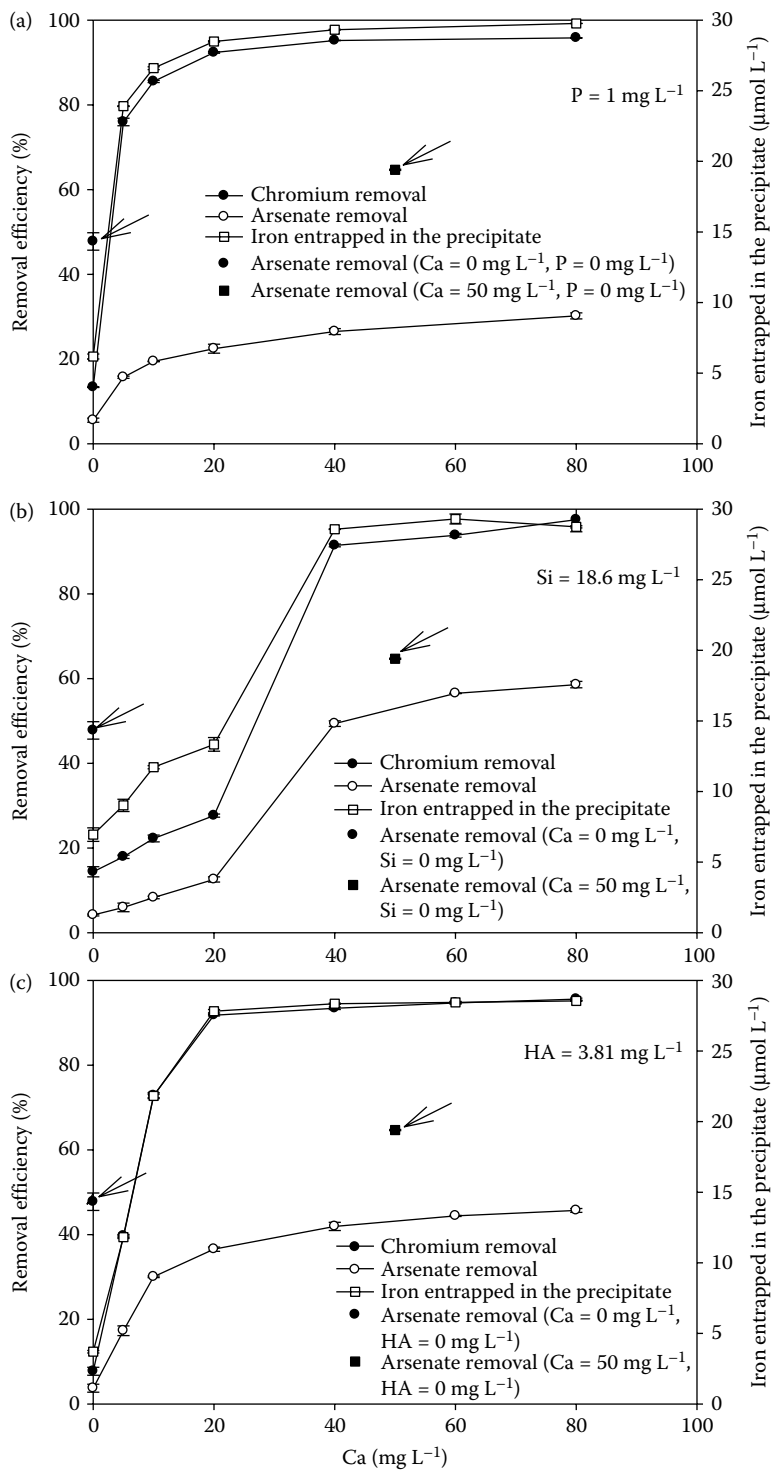 (a)
100
80
60
40
20
0
Removal efficiency (%)
P = 1 mg L⁻¹
Chromium removal
Arsenate removal
Iron entrapped in the precipitate
Arsenate removal (Ca = 0 mg L⁻¹, P = 0 mg L⁻¹)
Arsenate removal (Ca = 50 mg L⁻¹, P = 0 mg L⁻¹)
30
25
20
15
10
5
0
Iron entrapped in the precipitate (μmol L⁻¹)
0 20 40 60 80 100
(b)
100
80
60
40
20
0
Removal efficiency (%)
Si = 18.6 mg L⁻¹
Chromium removal
Arsenate removal
Iron entrapped in the precipitate
Arsenate removal (Ca = 0 mg L⁻¹,
Si = 0 mg L⁻¹)
Arsenate removal (Ca = 50 mg L⁻¹,
Si = 0 mg L⁻¹)
30
25
20
15
10
5
0
Iron entrapped in the precipitate (μmol L⁻¹)
0 20 40 60 80 100
(c)
100
80
60
40
20
0
Removal efficiency (%)
HA = 3.81 mg L⁻¹
Chromium removal
Arsenate removal
Iron entrapped in the precipitate
Arsenate removal (Ca = 0 mg L⁻¹,
HA = 0 mg L⁻¹)
Arsenate removal (Ca = 50 mg L⁻¹,
HA = 0 mg L⁻¹)
30
25
20
15
10
5
0
Iron entrapped in the precipitate (μmol L⁻¹)
0 20 40 60 80 100
Ca (mg L⁻¹)